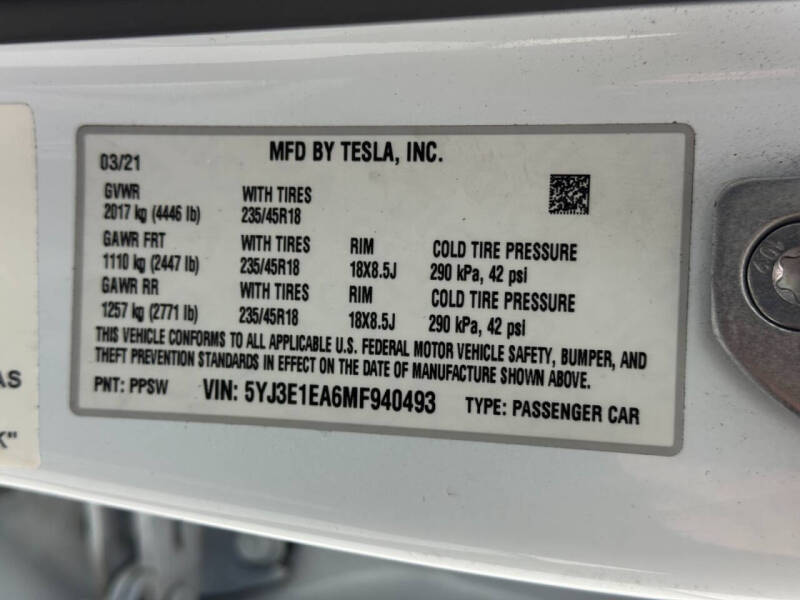 03/21 MFD BY TESLA, INC.
GVWR WITH TIRES
2017 kg (4446 lb) 235/45R18
GAWR FRT WITH TIRES RIM COLD TIRE PRESSURE
1110 kg (2447 lb) 235/45R18 18X8.5J 290 kPa, 42 psi
GAWR RR WITH TIRES RIM COLD TIRE PRESSURE
1257 kg (2771 lb) 235/45R18 18X8.5J 290 kPa, 42 psi
THIS VEHICLE CONFORMS TO ALL APPLICABLE U.S. FEDERAL MOTOR VEHICLE SAFETY, BUMPER, AND
THEFT PREVENTION STANDARDS IN EFFECT ON THE DATE OF MANUFACTURE SHOWN ABOVE.
PNT: PPSW VIN: 5YJ3E1EA6MF940493 TYPE: PASSENGER CAR